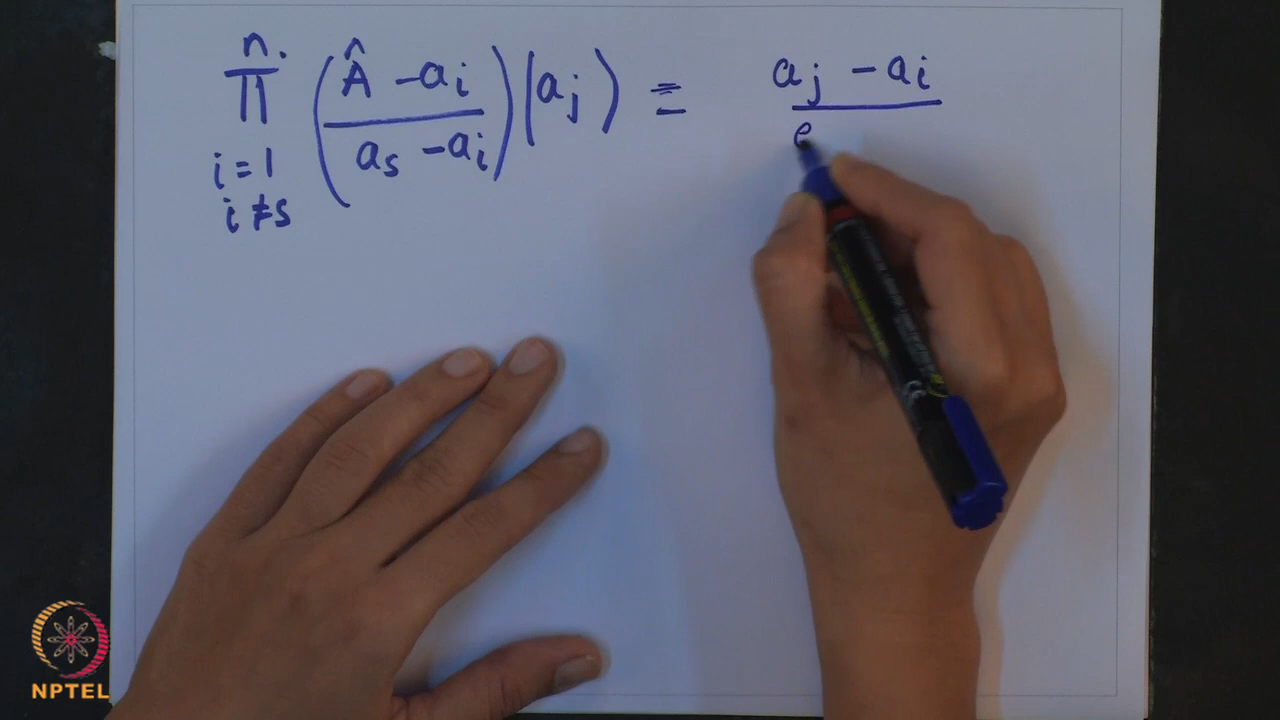 n.
∏ ( (Â - aᵢ) / (aₛ - aᵢ) ) |aⱼ⟩ = (aⱼ - aᵢ) /
i = 1
i ≠ s
NPTEL